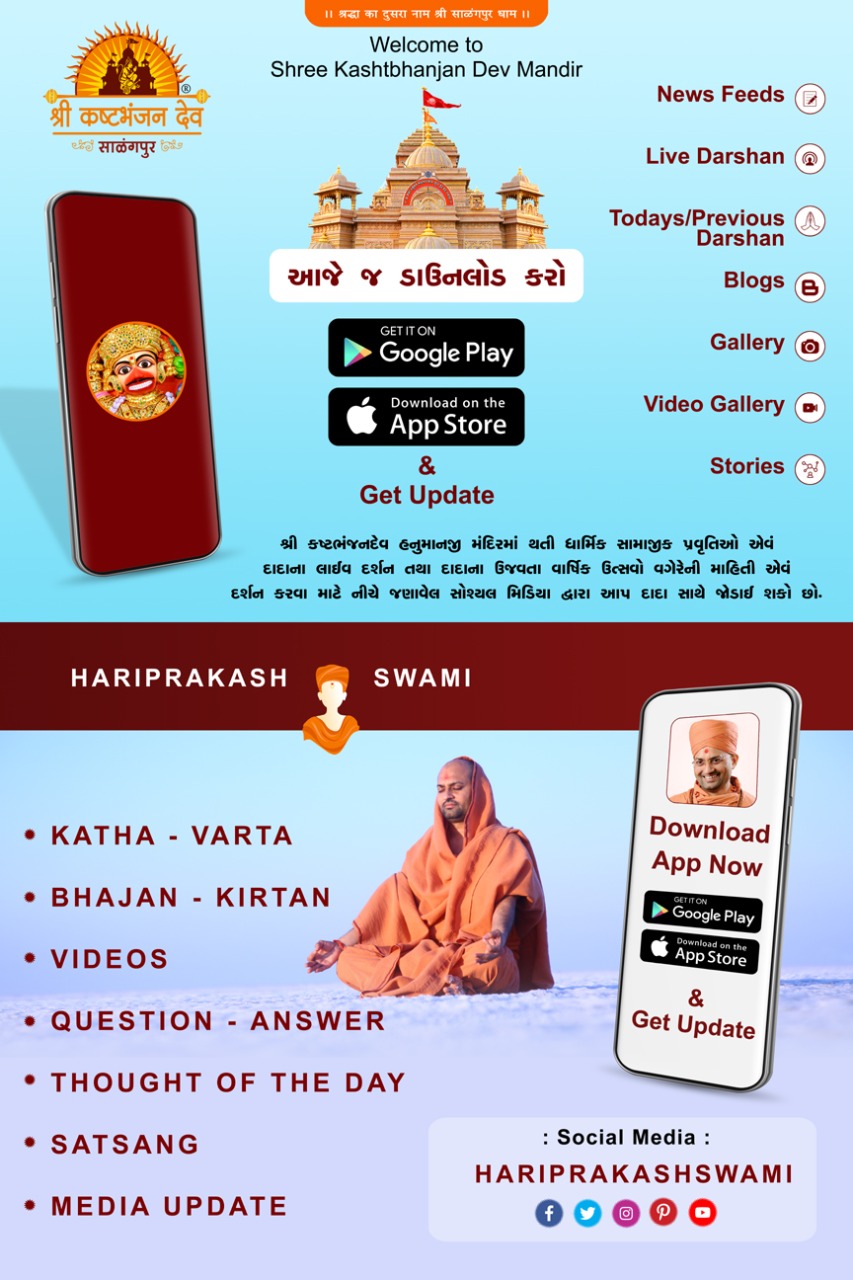 ।। श्रद्धा का दुसरा नाम श्री साळंगपुर धाम ।।
श्री कष्टभंजन देव
साळंगपुर
®
Welcome to
Shree Kashtbhanjan Dev Mandir
આજે જ ડાઉનલોડ કરો
GET IT ON
Google Play
Download on the
App Store
&
Get Update
News Feeds
Live Darshan
Todays/Previous
Darshan
Blogs
Gallery
Video Gallery
Stories
શ્રી કષ્ટભંજનદેવ હનુમાનજી મંદિરમાં થતી ધાર્મિક સામાજીક પ્રવૃતિઓ એવં
દાદાના લાઈવ દર્શન તથા દાદાના ઉજવતા વાર્ષિક ઉત્સવો વગેરેની માહિતી એવં
દર્શન કરવા માટે નીચે જણાવેલ સોશ્યલ મિડિયા દ્વારા આપ દાદા સાથે જોડાઈ શકો છો.
HARIPRAKASH SWAMI
KATHA - VARTA
BHAJAN - KIRTAN
VIDEOS
QUESTION - ANSWER
THOUGHT OF THE DAY
SATSANG
MEDIA UPDATE
Download
App Now
GET IT ON
Google Play
Download on the
App Store
&
Get Update
: Social Media :
HARIPRAKASHSWAMI